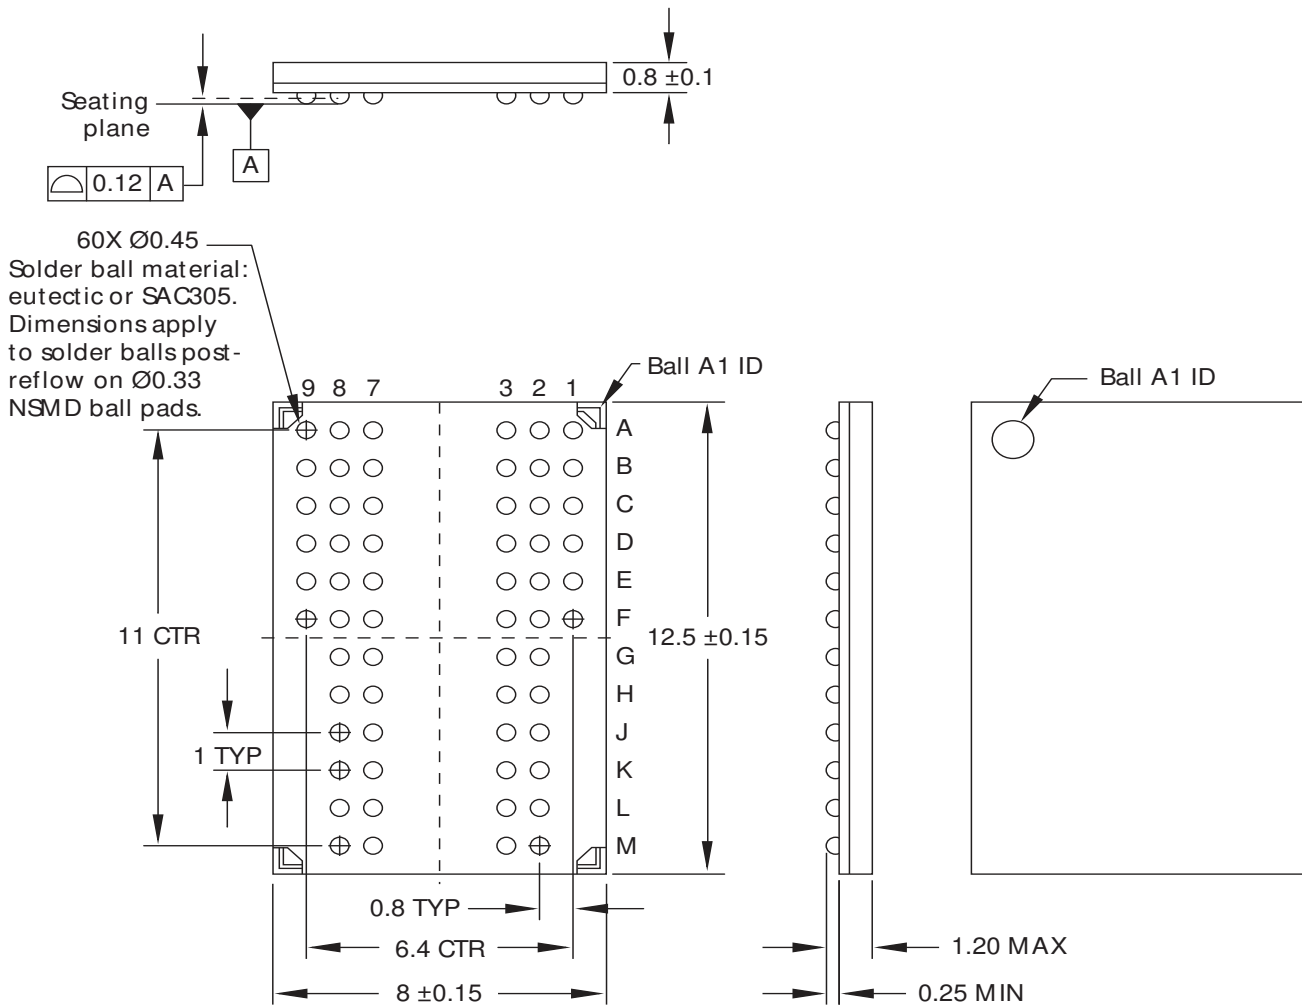 0.8 ±0.1
Seating
plane
A
0.12 A
60X Ø0.45
Solder ball material:
eutectic or SAC305.
Dimensions apply
to solder balls post-
reflow on Ø0.33
NSMD ball pads.
Ball A1 ID
Ball A1 ID
9 8 7 3 2 1
A
B
C
D
E
F
11 CTR
12.5 ±0.15
G
H
J
1 TYP
K
L
M
0.8 TYP
6.4 CTR
1.20 MAX
8 ±0.15
0.25 MIN